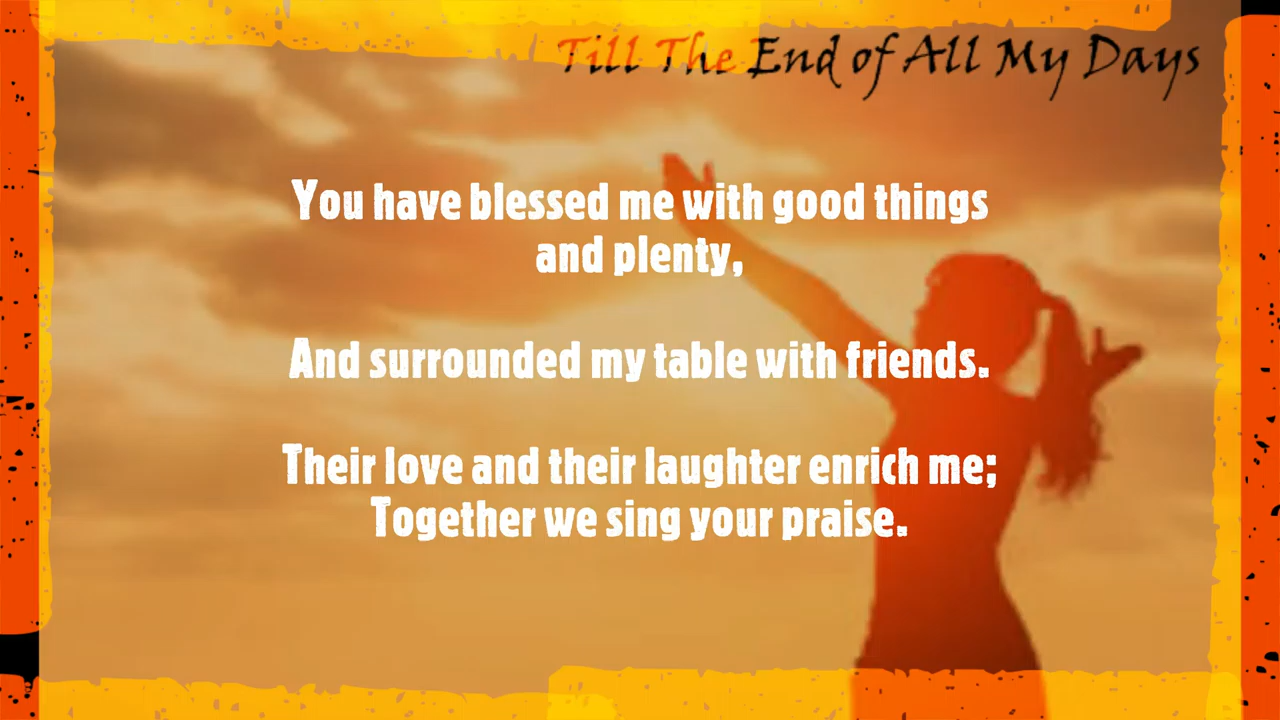 Till The End of All My Days
You have blessed me with good things
and plenty,
And surrounded my table with friends.
Their love and their laughter enrich me;
Together we sing your praise.